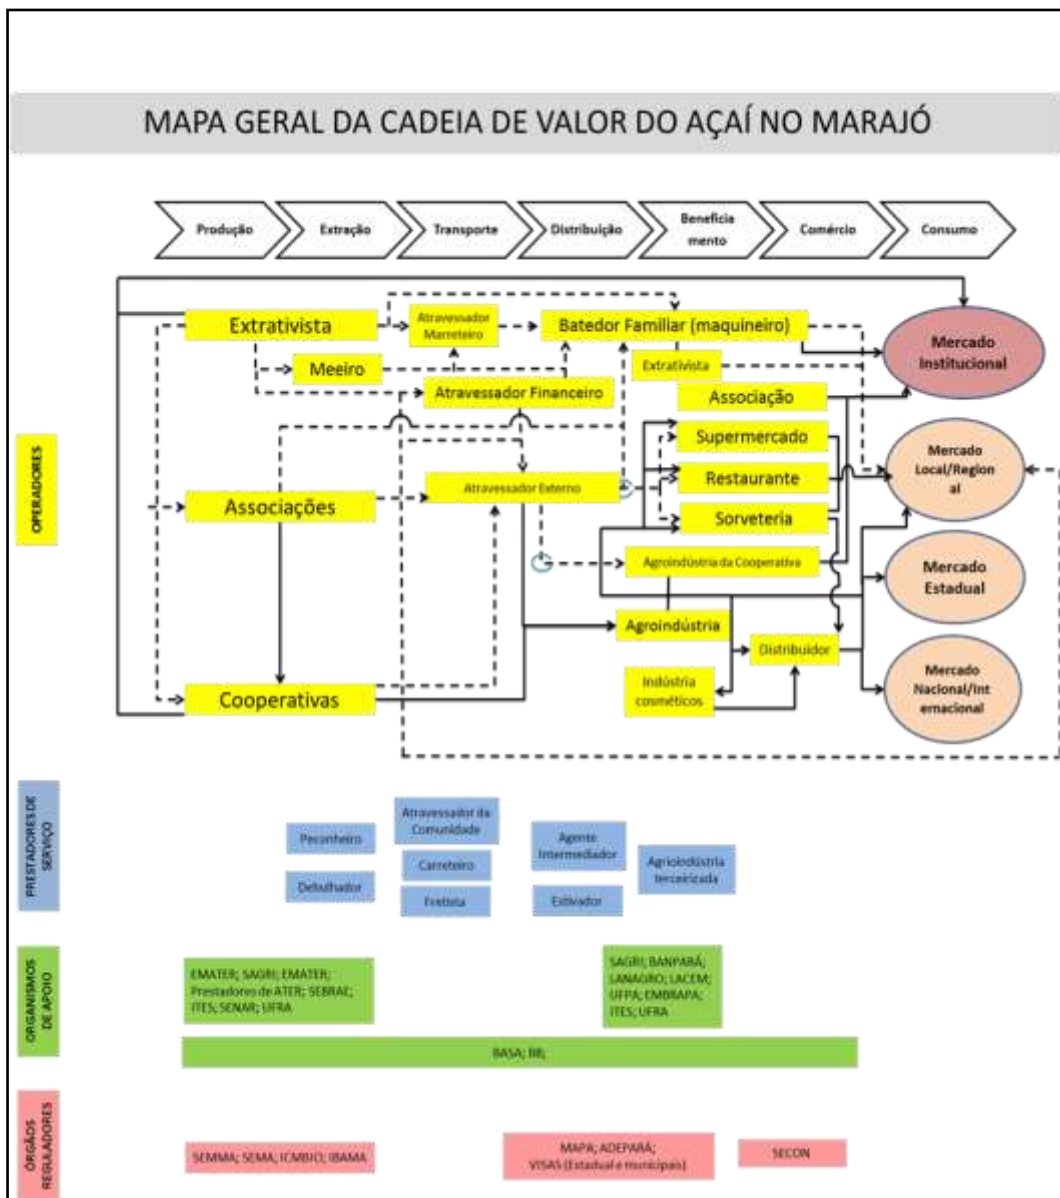 MAPA GERAL DA CADEIA DE VALOR DO AÇAÍ NO MARAJÓ
Produção
Extração
Transporte
Distribuição
Beneficia
mento
Comércio
Consumo
OPERADORES
Extrativista
Atravessador
Marreteiro
Batedor Familiar (maquineiro)
Mercado
Institucional
Meeiro
Extrativista
Atravessador Financeiro
Associação
Supermercado
Mercado
Local/Region
al
Restaurante
Atravessador Externo
Associações
Sorveteria
Agroindústria da Cooperativa
Mercado
Estadual
Agroindústria
Distribuidor
Indústria
cosméticos
Cooperativas
Mercado
Nacional/Int
ernacional
PRESTADORES DE
SERVIÇO
Peconheiro
Debulhador
Atravessador da
Comunidade
Carreteiro
Fretista
Agente
Intermediador
Estivador
Agrioindústria
terceirizada
ORGANISMOS
DE APOIO
EMATER; SAGRI; EMATER;
Prestadores de ATER; SEBRAE;
ITES; SENAR; UFRA
SAGRI; BANPARÁ;
LANAGRO; LACEM;
UFPA; EMBRAPA;
ITES; UFRA
BASA; BB;
ÓRGÃOS
REGULADORES
SEMMA; SEMA; ICMBIO; IBAMA
MAPA; ADEPARÁ;
VISAS (Estadual e municipais)
SECON